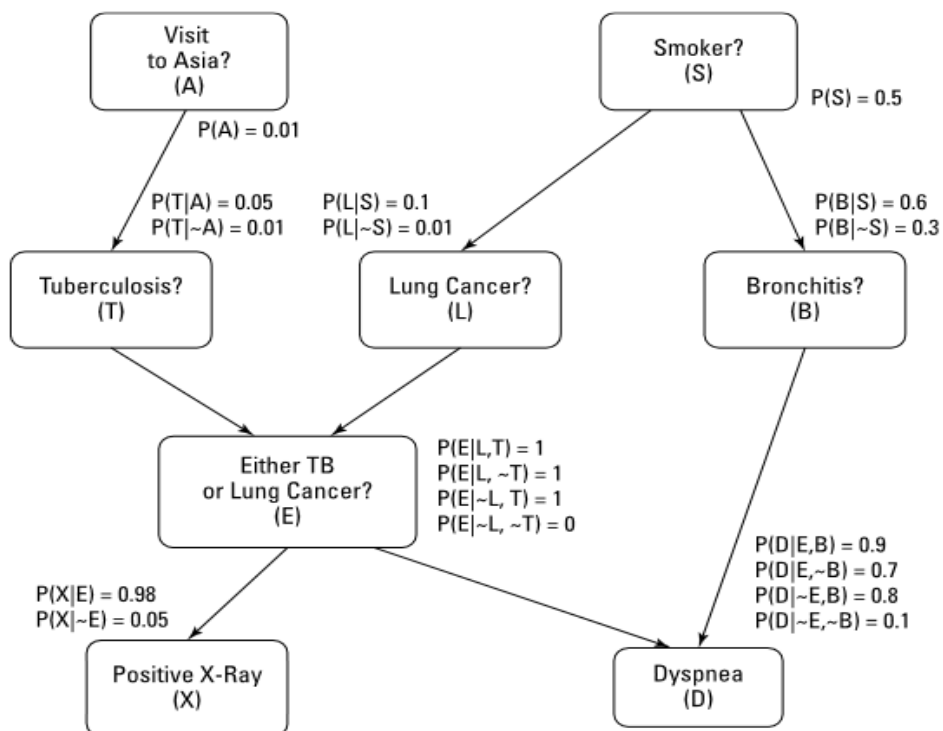 Visit
to Asia?
(A)
Smoker?
(S)
P(S) = 0.5
P(A) = 0.01
P(T|A) = 0.05
P(T|~A) = 0.01
P(L|S) = 0.1
P(L|~S) = 0.01
P(B|S) = 0.6
P(B|~S) = 0.3
Tuberculosis?
(T)
Lung Cancer?
(L)
Bronchitis?
(B)
Either TB
or Lung Cancer?
(E)
P(E|L,T) = 1
P(E|L, ~T) = 1
P(E|~L, T) = 1
P(E|~L, ~T) = 0
P(D|E,B) = 0.9
P(D|E,~B) = 0.7
P(D|~E,B) = 0.8
P(D|~E,~B) = 0.1
P(X|E) = 0.98
P(X|~E) = 0.05
Positive X-Ray
(X)
Dyspnea
(D)